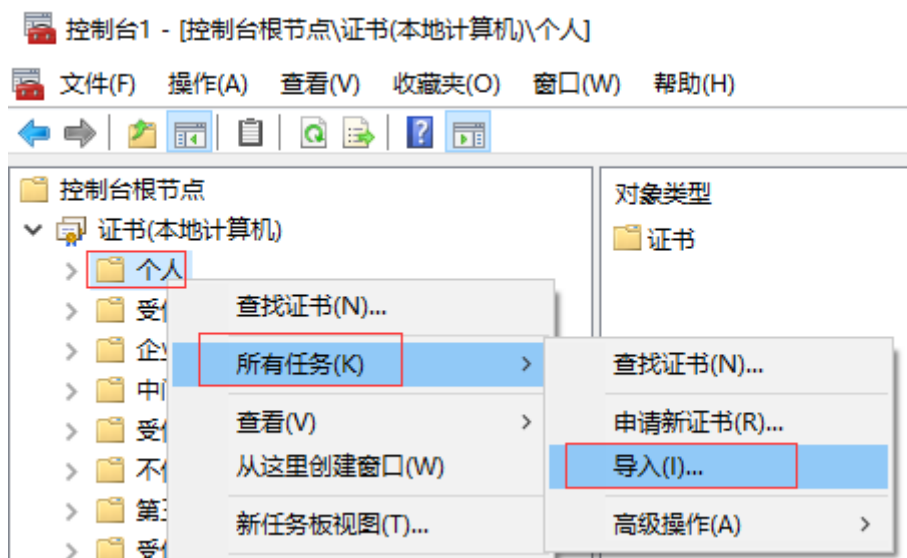 控制台1 - [控制台根节点\证书(本地计算机)\个人]
文件(F) 操作(A) 查看(V) 收藏夹(O) 窗口(W) 帮助(H)
控制台根节点
证书(本地计算机)
个人
受
企
中
受
不
第
受
对象类型
证书
查找证书(N)...
所有任务(K)
查看(V)
从这里创建窗口(W)
新任务板视图(T)...
查找证书(N)...
申请新证书(R)...
导入(I)...
高级操作(A)